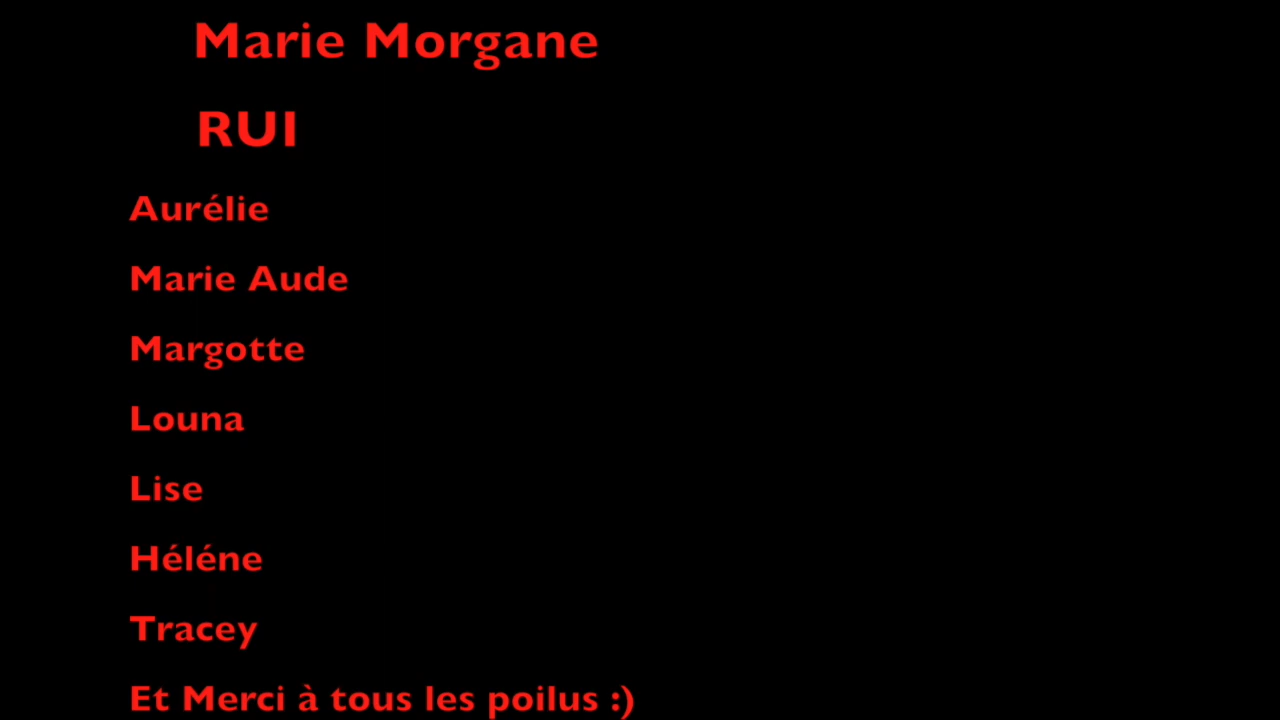 Marie Morgane
RUI
Aurélie
Marie Aude
Margotte
Louna
Lise
Héléne
Tracey
Et Merci à tous les poilus :)